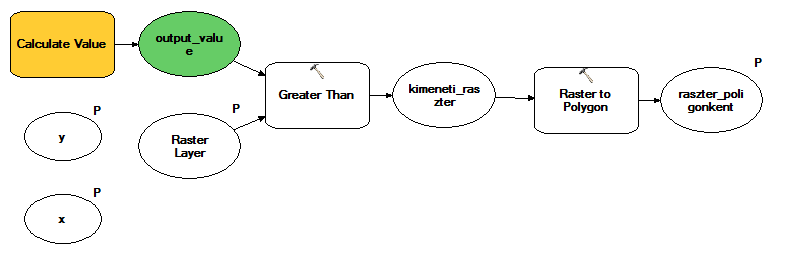 Calculate Value
output_valu
e
P
Greater Than
kimeneti_ras
zter
Raster to
Polygon
P
raszter_poli
gonkent
P
y
Raster
Layer
P
x